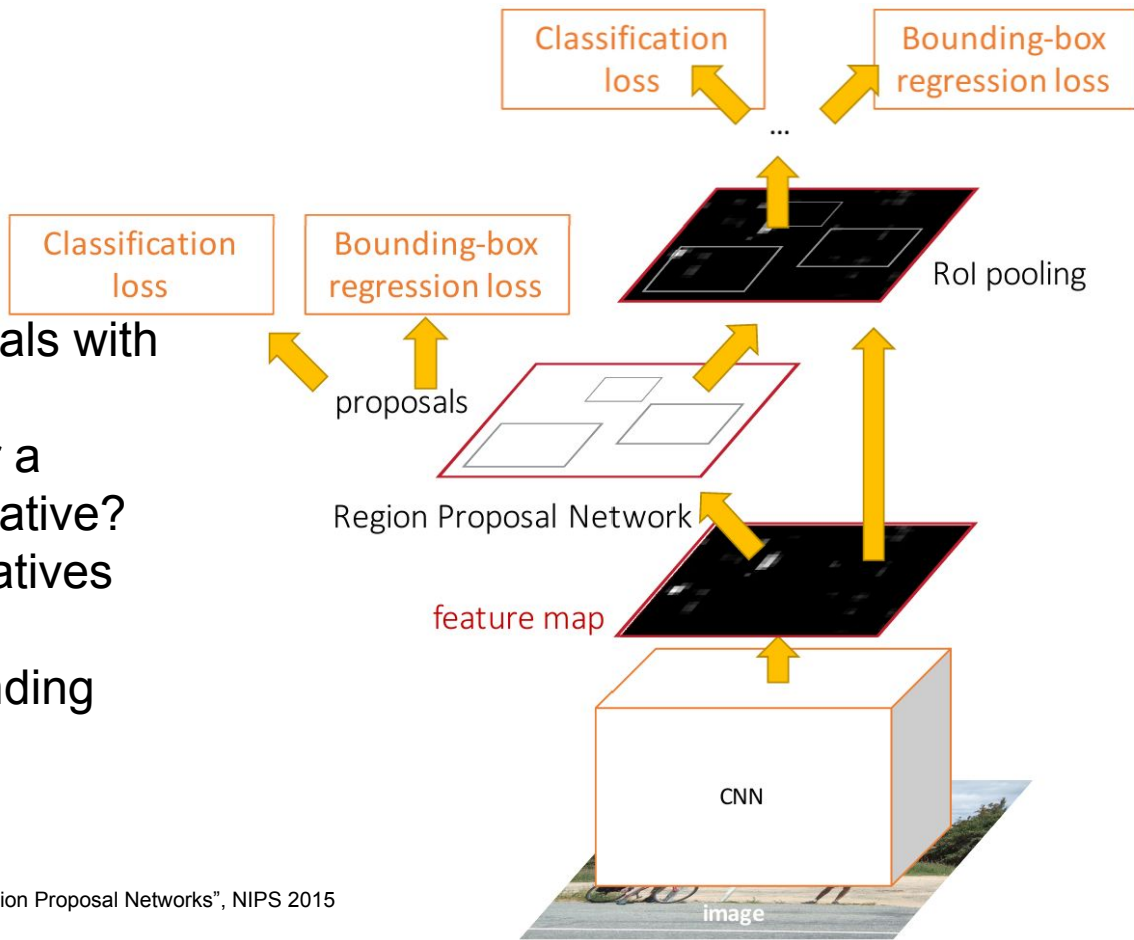 Classification
loss
Bounding-box
regression loss
...
Classification
loss
Bounding-box
regression loss
RoI pooling
als with
proposals
a
ative?
Region Proposal Network
atives
feature map
nding
CNN
image
ion Proposal Networks”, NIPS 2015